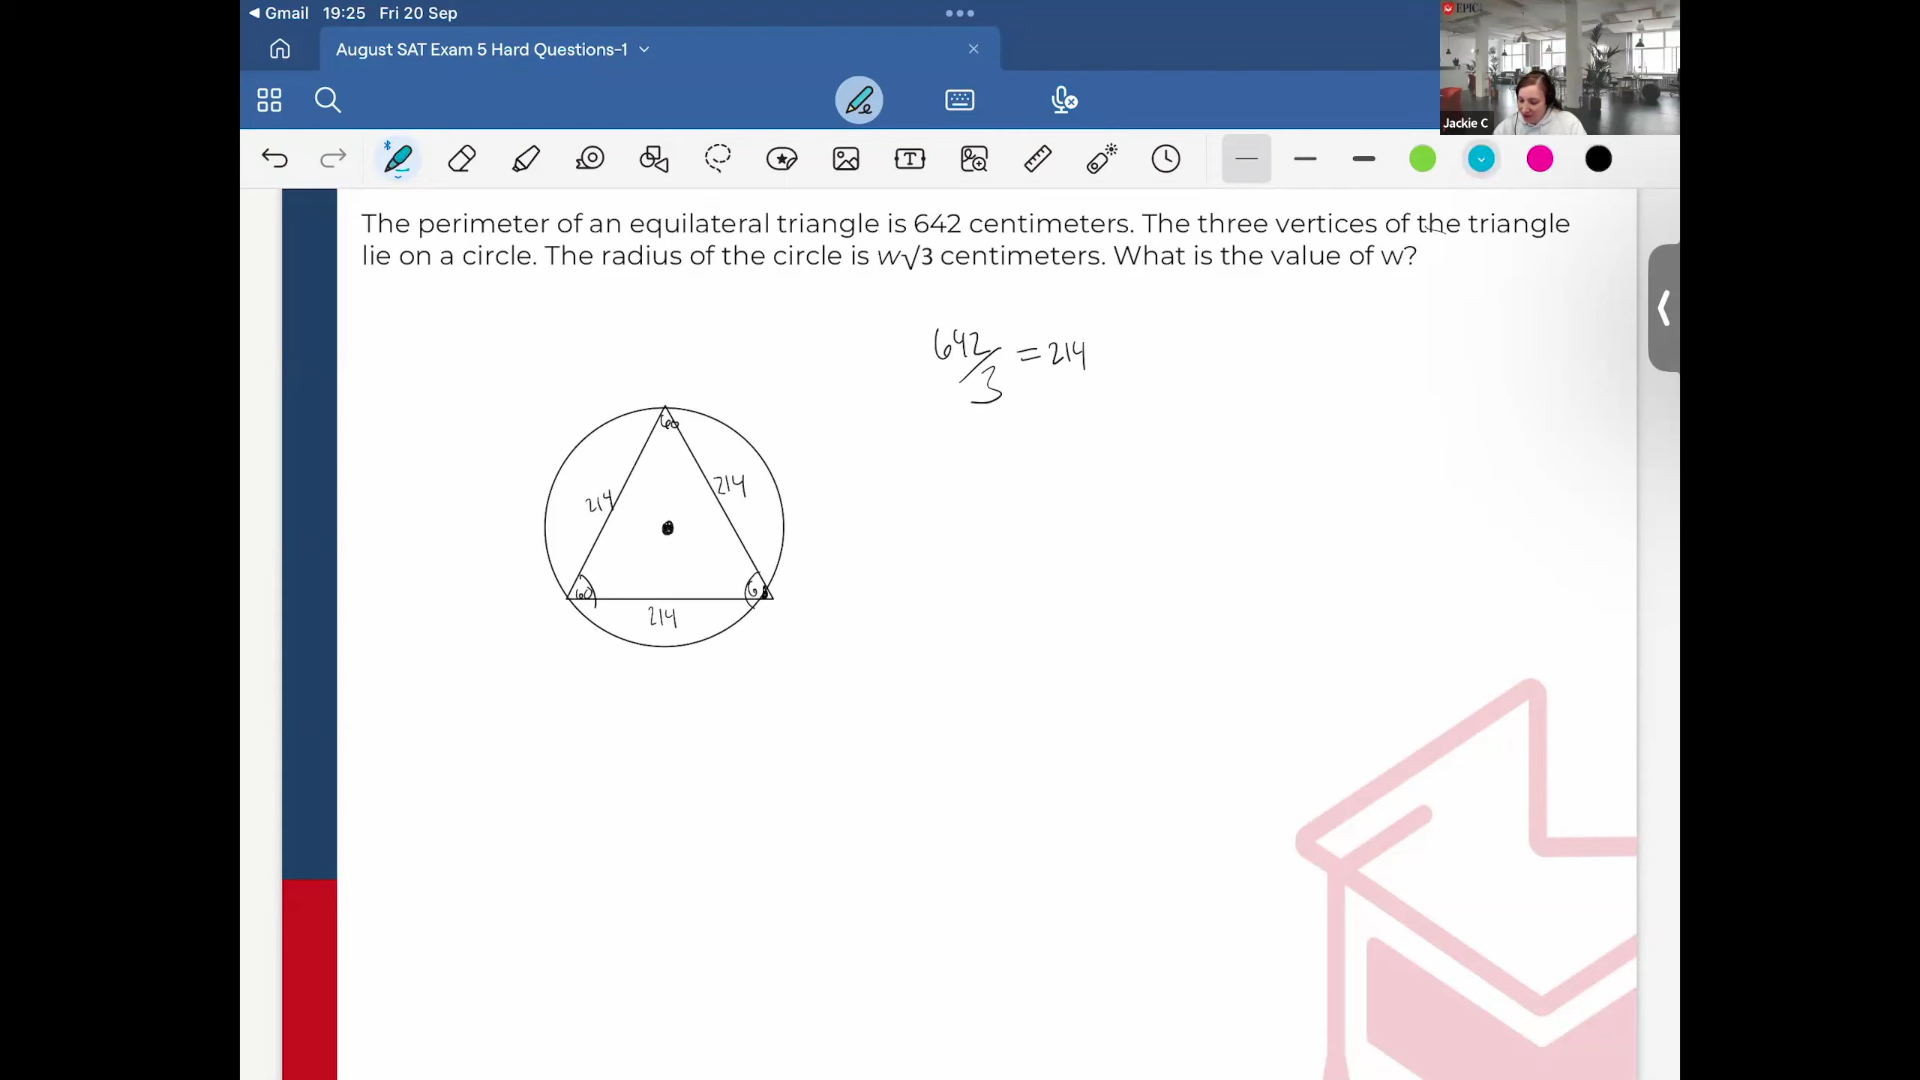 Gmail 19:25 Fri 20 Sep
EPIC
August SAT Exam 5 Hard Questions-1
Jackie C
T
The perimeter of an equilateral triangle is 642 centimeters. The three vertices of the triangle
lie on a circle. The radius of the circle is w√3 centimeters. What is the value of w?
642/3 = 214
60
214
214
60
6
214